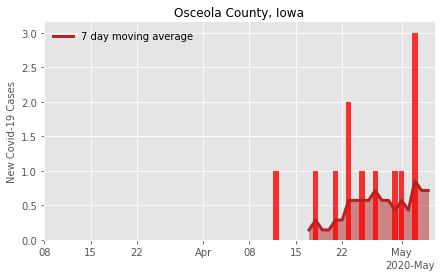 Osceola County, Iowa
7 day moving average
New Covid-19 Cases
3.0
2.5
2.0
1.5
1.0
0.5
0.0
08 15 22 Apr 08 15 22 May
2020-May